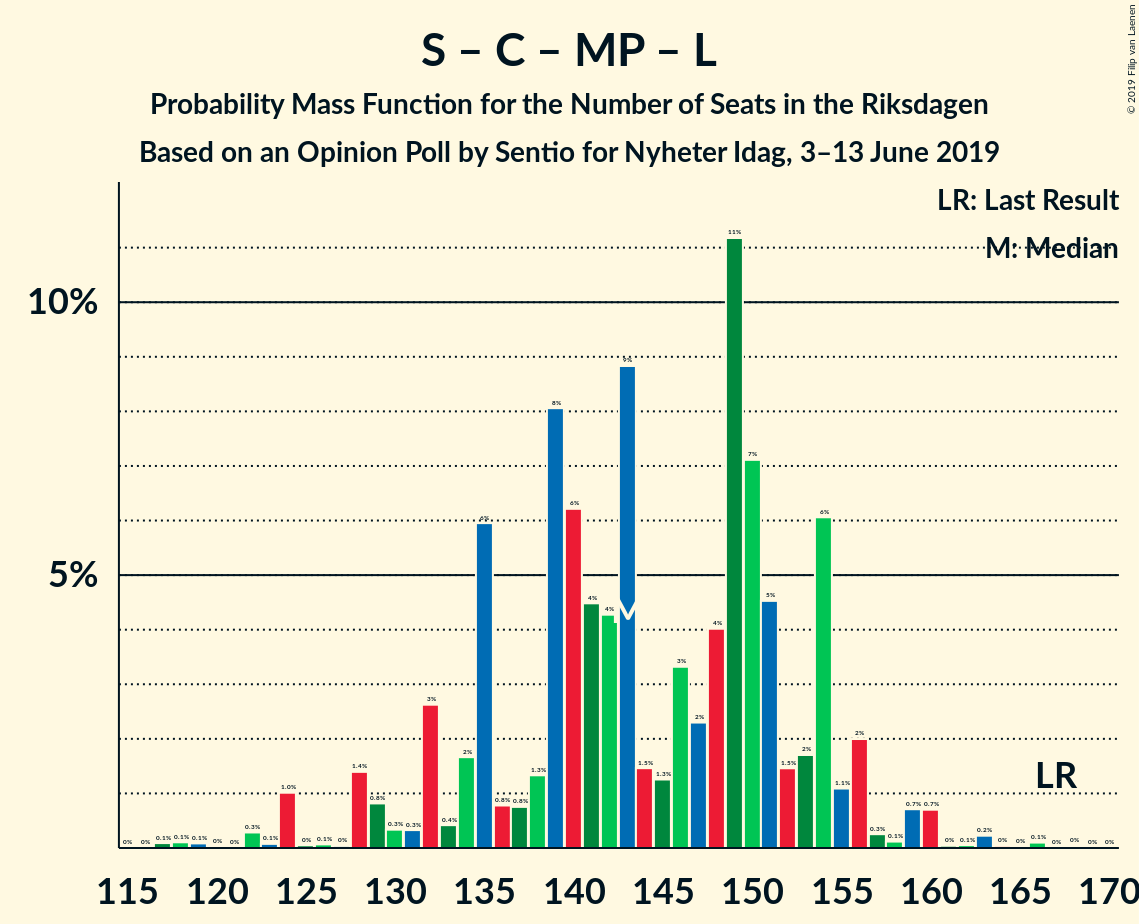 S – C – MP – L
Probability Mass Function for the Number of Seats in the Riksdagen
Based on an Opinion Poll by Sentio for Nyheter Idag, 3–13 June 2019
© 2019 Filip van Laenen
LR: Last Result
M: Median
10%
5%
0% 0% 0.1% 0.1% 0.1% 0% 0% 0.3% 0.1% 1.0% 0% 0.1% 0% 1.4% 0.8% 0.3% 0.3% 3% 0.4% 2% 6% 0.8% 0.8% 1.3% 8% 6% 4% 4% 9% 1.5% 1.3% 3% 2% 4% 11% 7% 5% 1.5% 2% 6% 1.1% 2% 0.3% 0.1% 0.7% 0.7% 0% 0.1% 0.2% 0% 0% 0.1% 0% 0% 0% 0%
M
LR
115 120 125 130 135 140 145 150 155 160 165 170